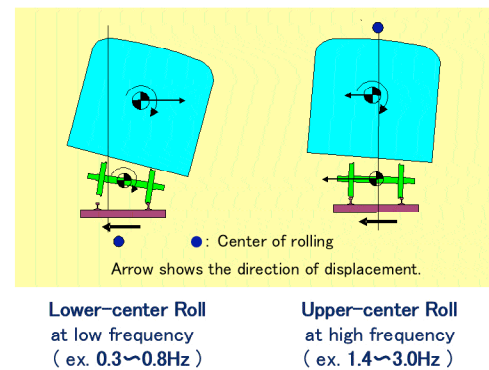 : Center of rolling
Arrow shows the direction of displacement.
Lower-center Roll
at low frequency
( ex. 0.3〜0.8Hz )
Upper-center Roll
at high frequency
( ex. 1.4〜3.0Hz )